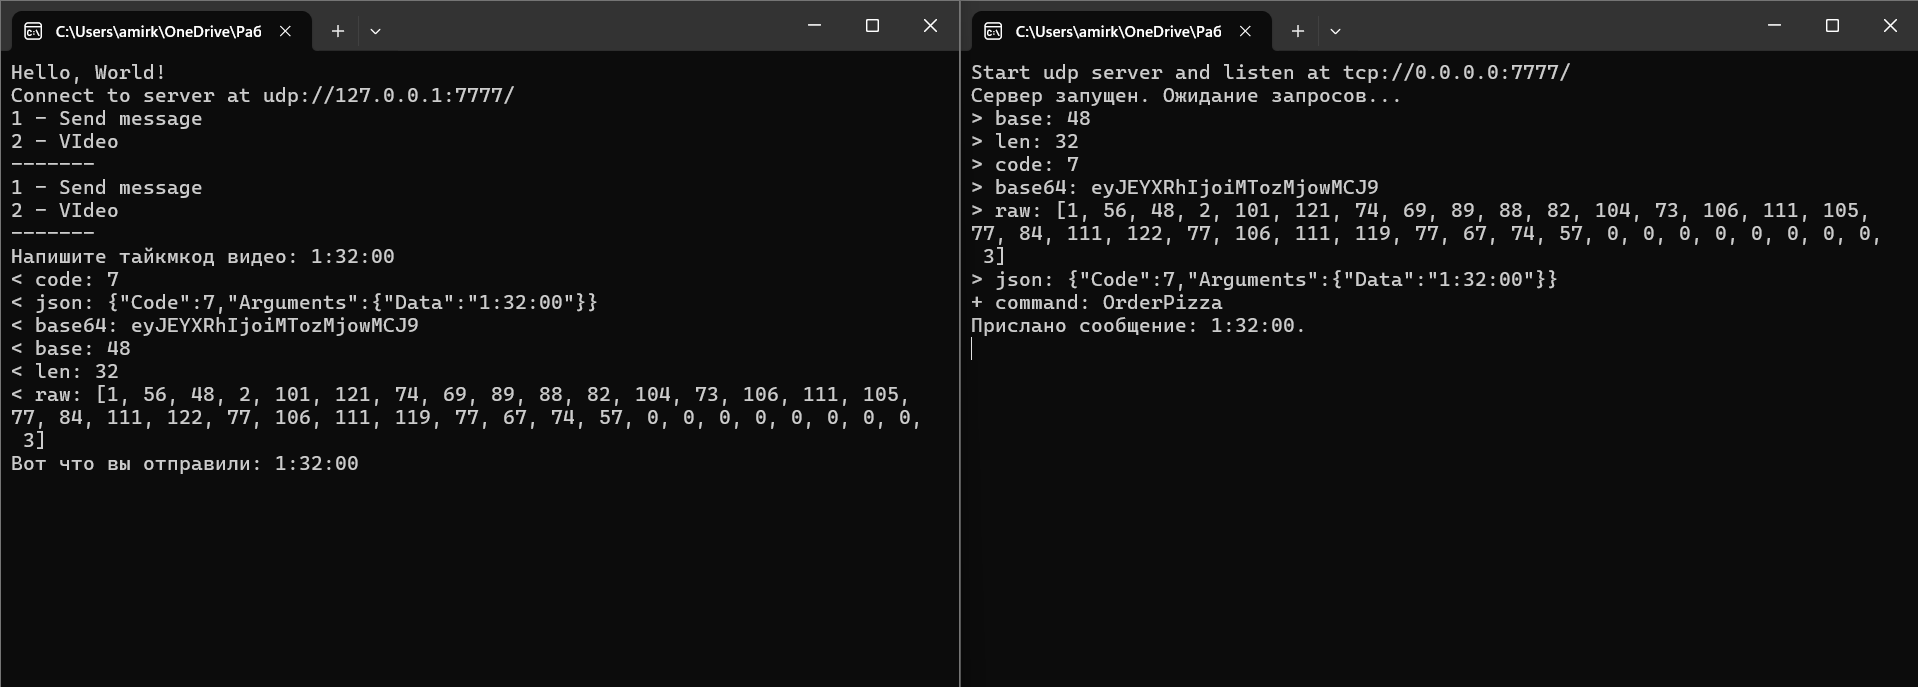 C:\Users\amirk\OneDrive\Раб
Hello, World!
Connect to server at udp://127.0.0.1:7777/
1 - Send message
2 - VIdeo
-------
1 - Send message
2 - VIdeo
-------
Напишите тайкмкод видео: 1:32:00
< code: 7
< json: {"Code":7,"Arguments":{"Data":"1:32:00"}}
< base64: eyJEYXRhIjoiMTozMjowMCJ9
< base: 48
< len: 32
< raw: [1, 56, 48, 2, 101, 121, 74, 69, 89, 88, 82, 104, 73, 106, 111, 105,
77, 84, 111, 122, 77, 106, 111, 119, 77, 67, 74, 57, 0, 0, 0, 0, 0, 0, 0, 0,
3]
Вот что вы отправили: 1:32:00
C:\Users\amirk\OneDrive\Раб
Start udp server and listen at tcp://0.0.0.0:7777/
Сервер запущен. Ожидание запросов...
> base: 48
> len: 32
> code: 7
> base64: eyJEYXRhIjoiMTozMjowMCJ9
> raw: [1, 56, 48, 2, 101, 121, 74, 69, 89, 88, 82, 104, 73, 106, 111, 105,
77, 84, 111, 122, 77, 106, 111, 119, 77, 67, 74, 57, 0, 0, 0, 0, 0, 0, 0, 0,
3]
> json: {"Code":7,"Arguments":{"Data":"1:32:00"}}
+ command: OrderPizza
Прислано сообщение: 1:32:00.